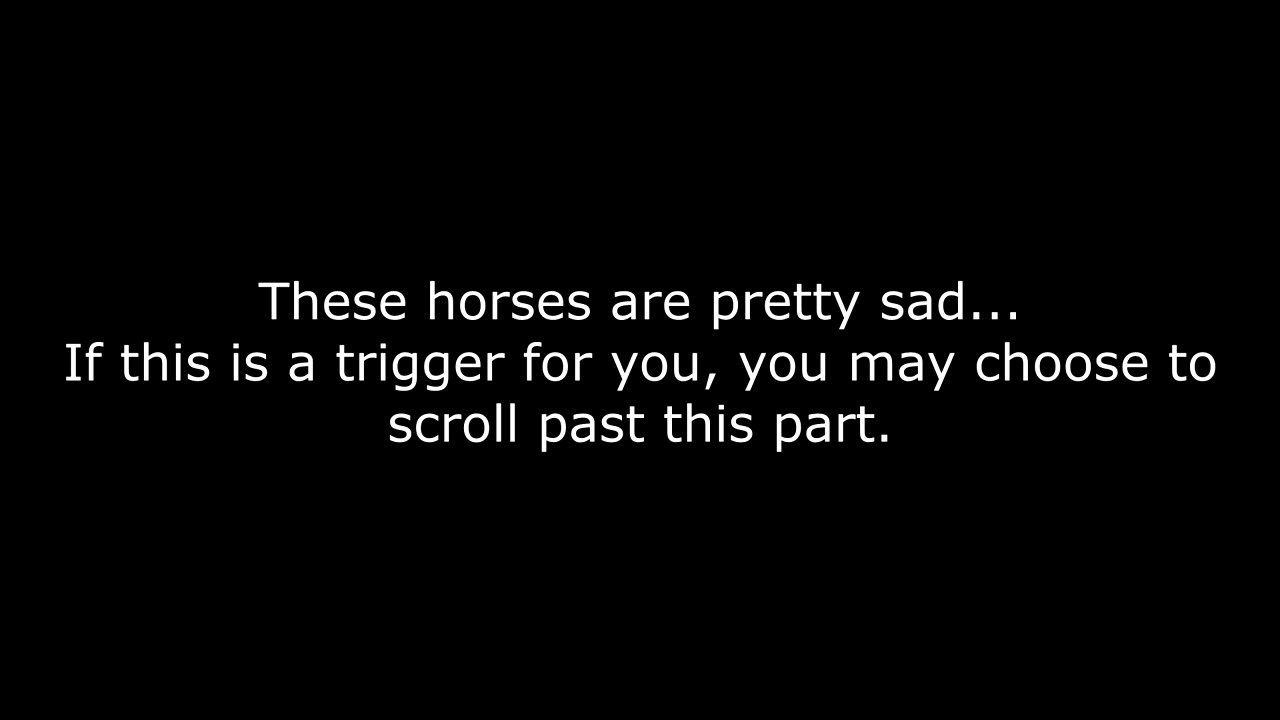 These horses are pretty sad...
If this is a trigger for you, you may choose to
scroll past this part.